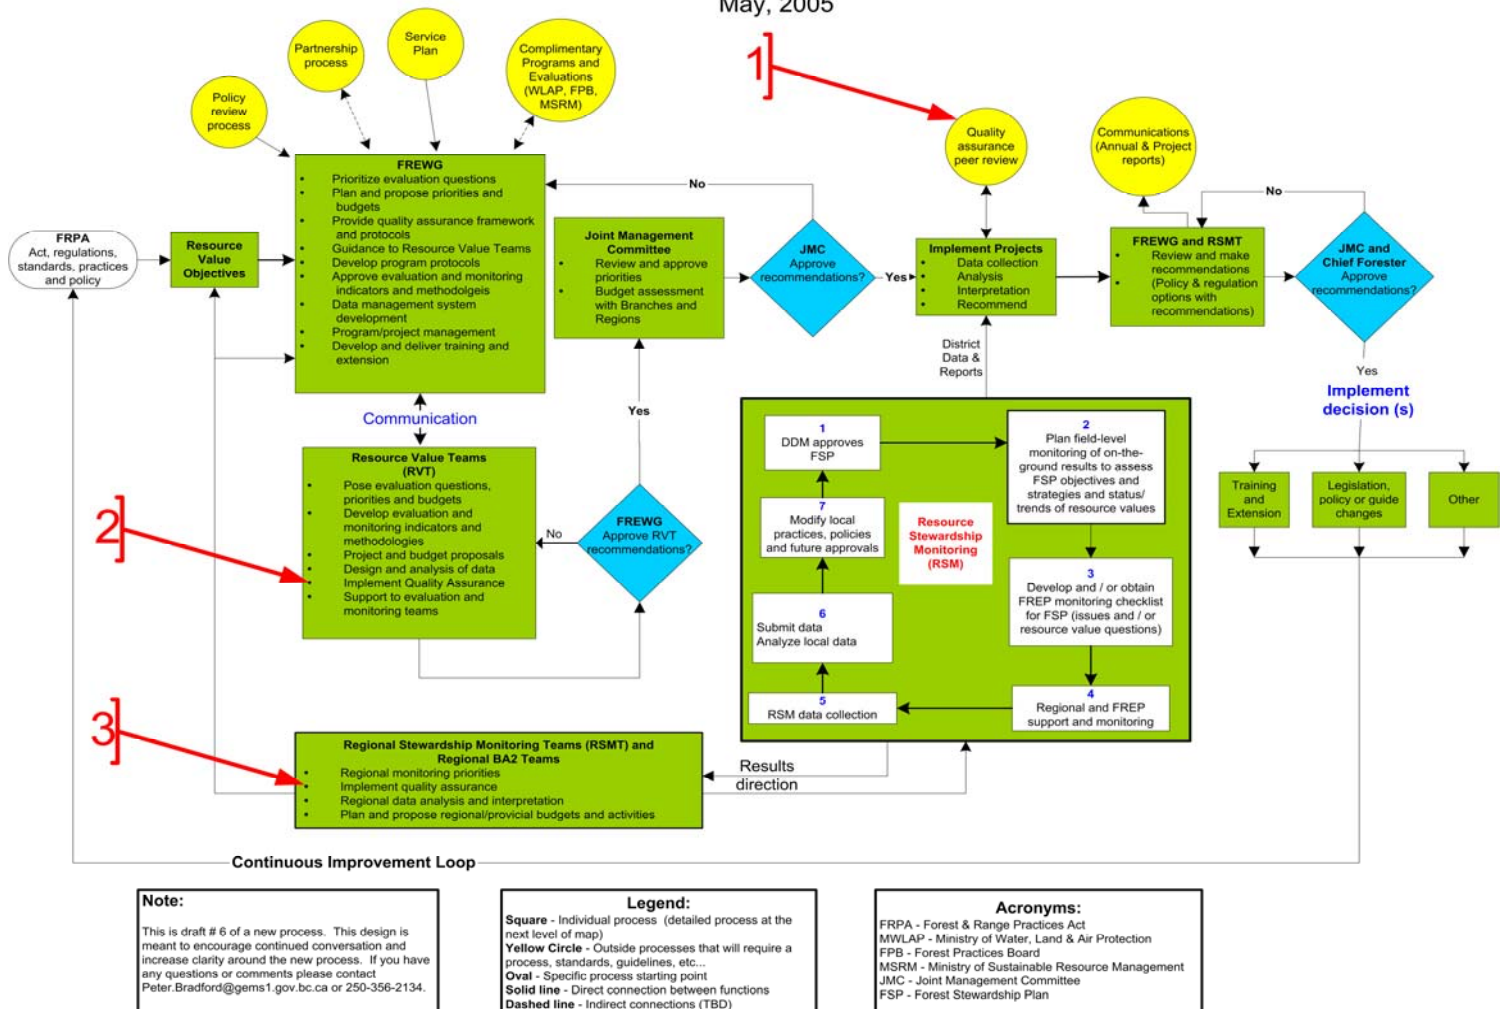 May, 2005
Partnership
process
Service
Plan
Complimentary
Programs and
Evaluations
(WLAP, FPB,
MSRM)
Policy
review
process
1
Quality
assurance
peer review
Communications
(Annual & Project
reports)
FRPA
Act, regulations,
standards, practices
and policy
Resource
Value
Objectives
FREWG
• Prioritize evaluation questions
• Plan and propose priorities and
budgets
• Provide quality assurance framework
and protocols
• Guidance to Resource Value Teams
• Develop program protocols
• Approve evaluation and monitoring
indicators and methodolgeis
• Data management system
development
• Program/project management
• Develop and deliver training and
extension
No
Joint Management
Committee
• Review and approve
priorities
• Budget assessment
with Branches and
Regions
JMC
Approve
recommendations?
Yes
Implement Projects
• Data collection
• Analysis
• Interpretation
• Recommend
No
FREWG and RSMT
• Review and make
recommendations
• (Policy & regulation
options with
recommendations)
JMC and
Chief Forester
Approve
recommendations?
Yes
Implement
decision (s)
Training
and
Extension
Legislation,
policy or guide
changes
Other
Communication
Resource Value Teams
(RVT)
• Pose evaluation questions,
priorities and budgets
• Develop evaluation and
monitoring indicators and
methodologies
• Project and budget proposals
• Design and analysis of data
• Implement Quality Assurance
• Support to evaluation and
monitoring teams
2
No
FREWG
Approve RVT
recommendations?
Yes
District
Data &
Reports
1
DDM approves
FSP
2
Plan field-level
monitoring of on-the-
ground results to assess
FSP objectives and
strategies and status/
trends of resource values
7
Modify local
practices, policies
and future approvals
Resource
Stewardship
Monitoring
(RSM)
3
Develop and / or obtain
FREP monitoring checklist
for FSP (issues and / or
resource value questions)
6
Submit data
Analyze local data
5
RSM data collection
4
Regional and FREP
support and monitoring
3
Regional Stewardship Monitoring Teams (RSMT) and
Regional BA2 Teams
• Regional monitoring priorities
• Implement quality assurance
• Regional data analysis and interpretation
• Plan and propose regional/provicial budgets and activities
Results
direction
Continuous Improvement Loop
Note:
This is draft # 6 of a new process. This design is
meant to encourage continued conversation and
increase clarity around the new process. If you have
any questions or comments please contact
Peter.Bradford@gems1.gov.bc.ca or 250-356-2134.
Legend:
Square - Individual process (detailed process at the
next level of map)
Yellow Circle - Outside processes that will require a
process, standards, guidelines, etc...
Oval - Specific process starting point
Solid line - Direct connection between functions
Dashed line - Indirect connections (TBD)
Acronyms:
FRPA - Forest & Range Practices Act
MWLAP - Ministry of Water, Land & Air Protection
FPB - Forest Practices Board
MSRM - Ministry of Sustainable Resource Management
JMC - Joint Management Committee
FSP - Forest Stewardship Plan